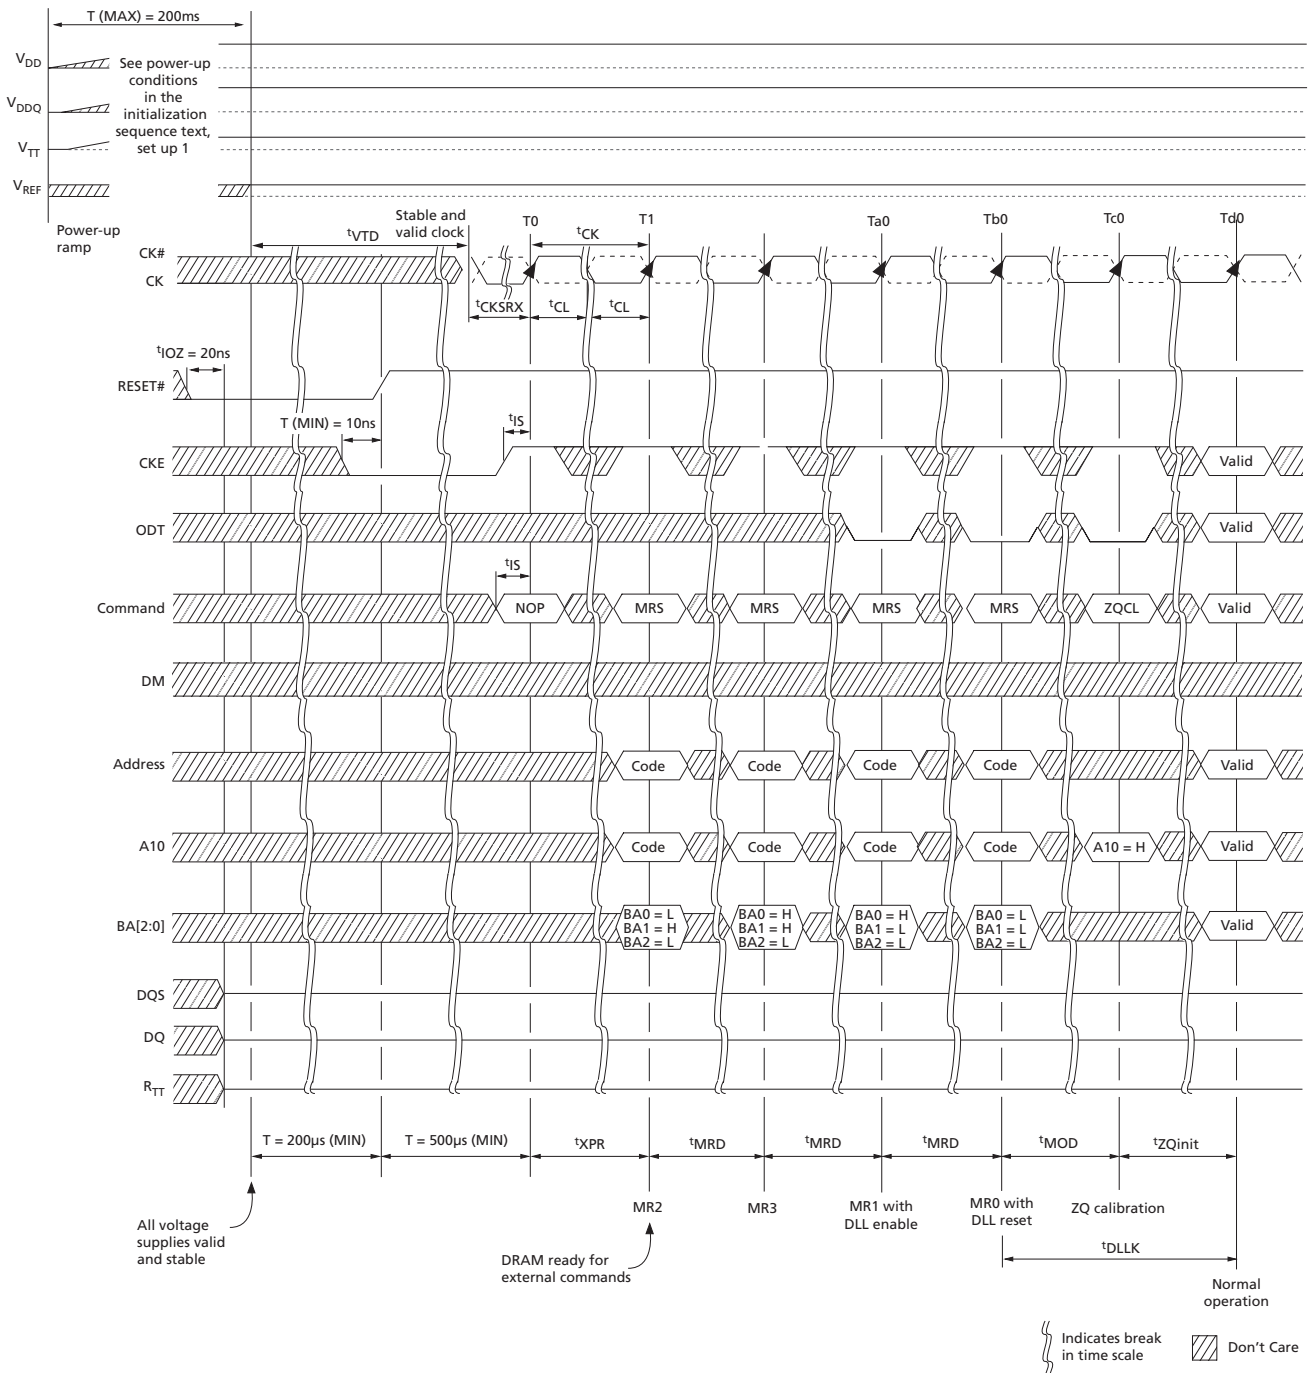 T (MAX) = 200ms
VDD
See power-up
conditions
in the
initialization
sequence text,
set up 1
VDDQ
VTT
VREF
Power-up
ramp
Stable and
valid clock
T0
T1
Ta0
Tb0
Tc0
Td0
tVTD
tCK
CK#
CK
tCKSRX
tCL
tCL
tIOZ = 20ns
RESET#
T (MIN) = 10ns
tIS
CKE
Valid
ODT
Valid
tIS
Command
NOP
MRS
MRS
MRS
MRS
ZQCL
Valid
DM
Address
Code
Code
Code
Code
Valid
A10
Code
Code
Code
Code
A10 = H
Valid
BA[2:0]
BA0 = L
BA1 = H
BA2 = L
BA0 = H
BA1 = H
BA2 = L
BA0 = H
BA1 = L
BA2 = L
BA0 = L
BA1 = L
BA2 = L
Valid
DQS
DQ
RTT
T = 200µs (MIN)
T = 500µs (MIN)
tXPR
tMRD
tMRD
tMRD
tMOD
tZQinit
MR2
MR3
MR1 with
DLL enable
MR0 with
DLL reset
ZQ calibration
All voltage
supplies valid
and stable
DRAM ready for
external commands
tDLLK
Normal
operation
Indicates break
in time scale
Don't Care